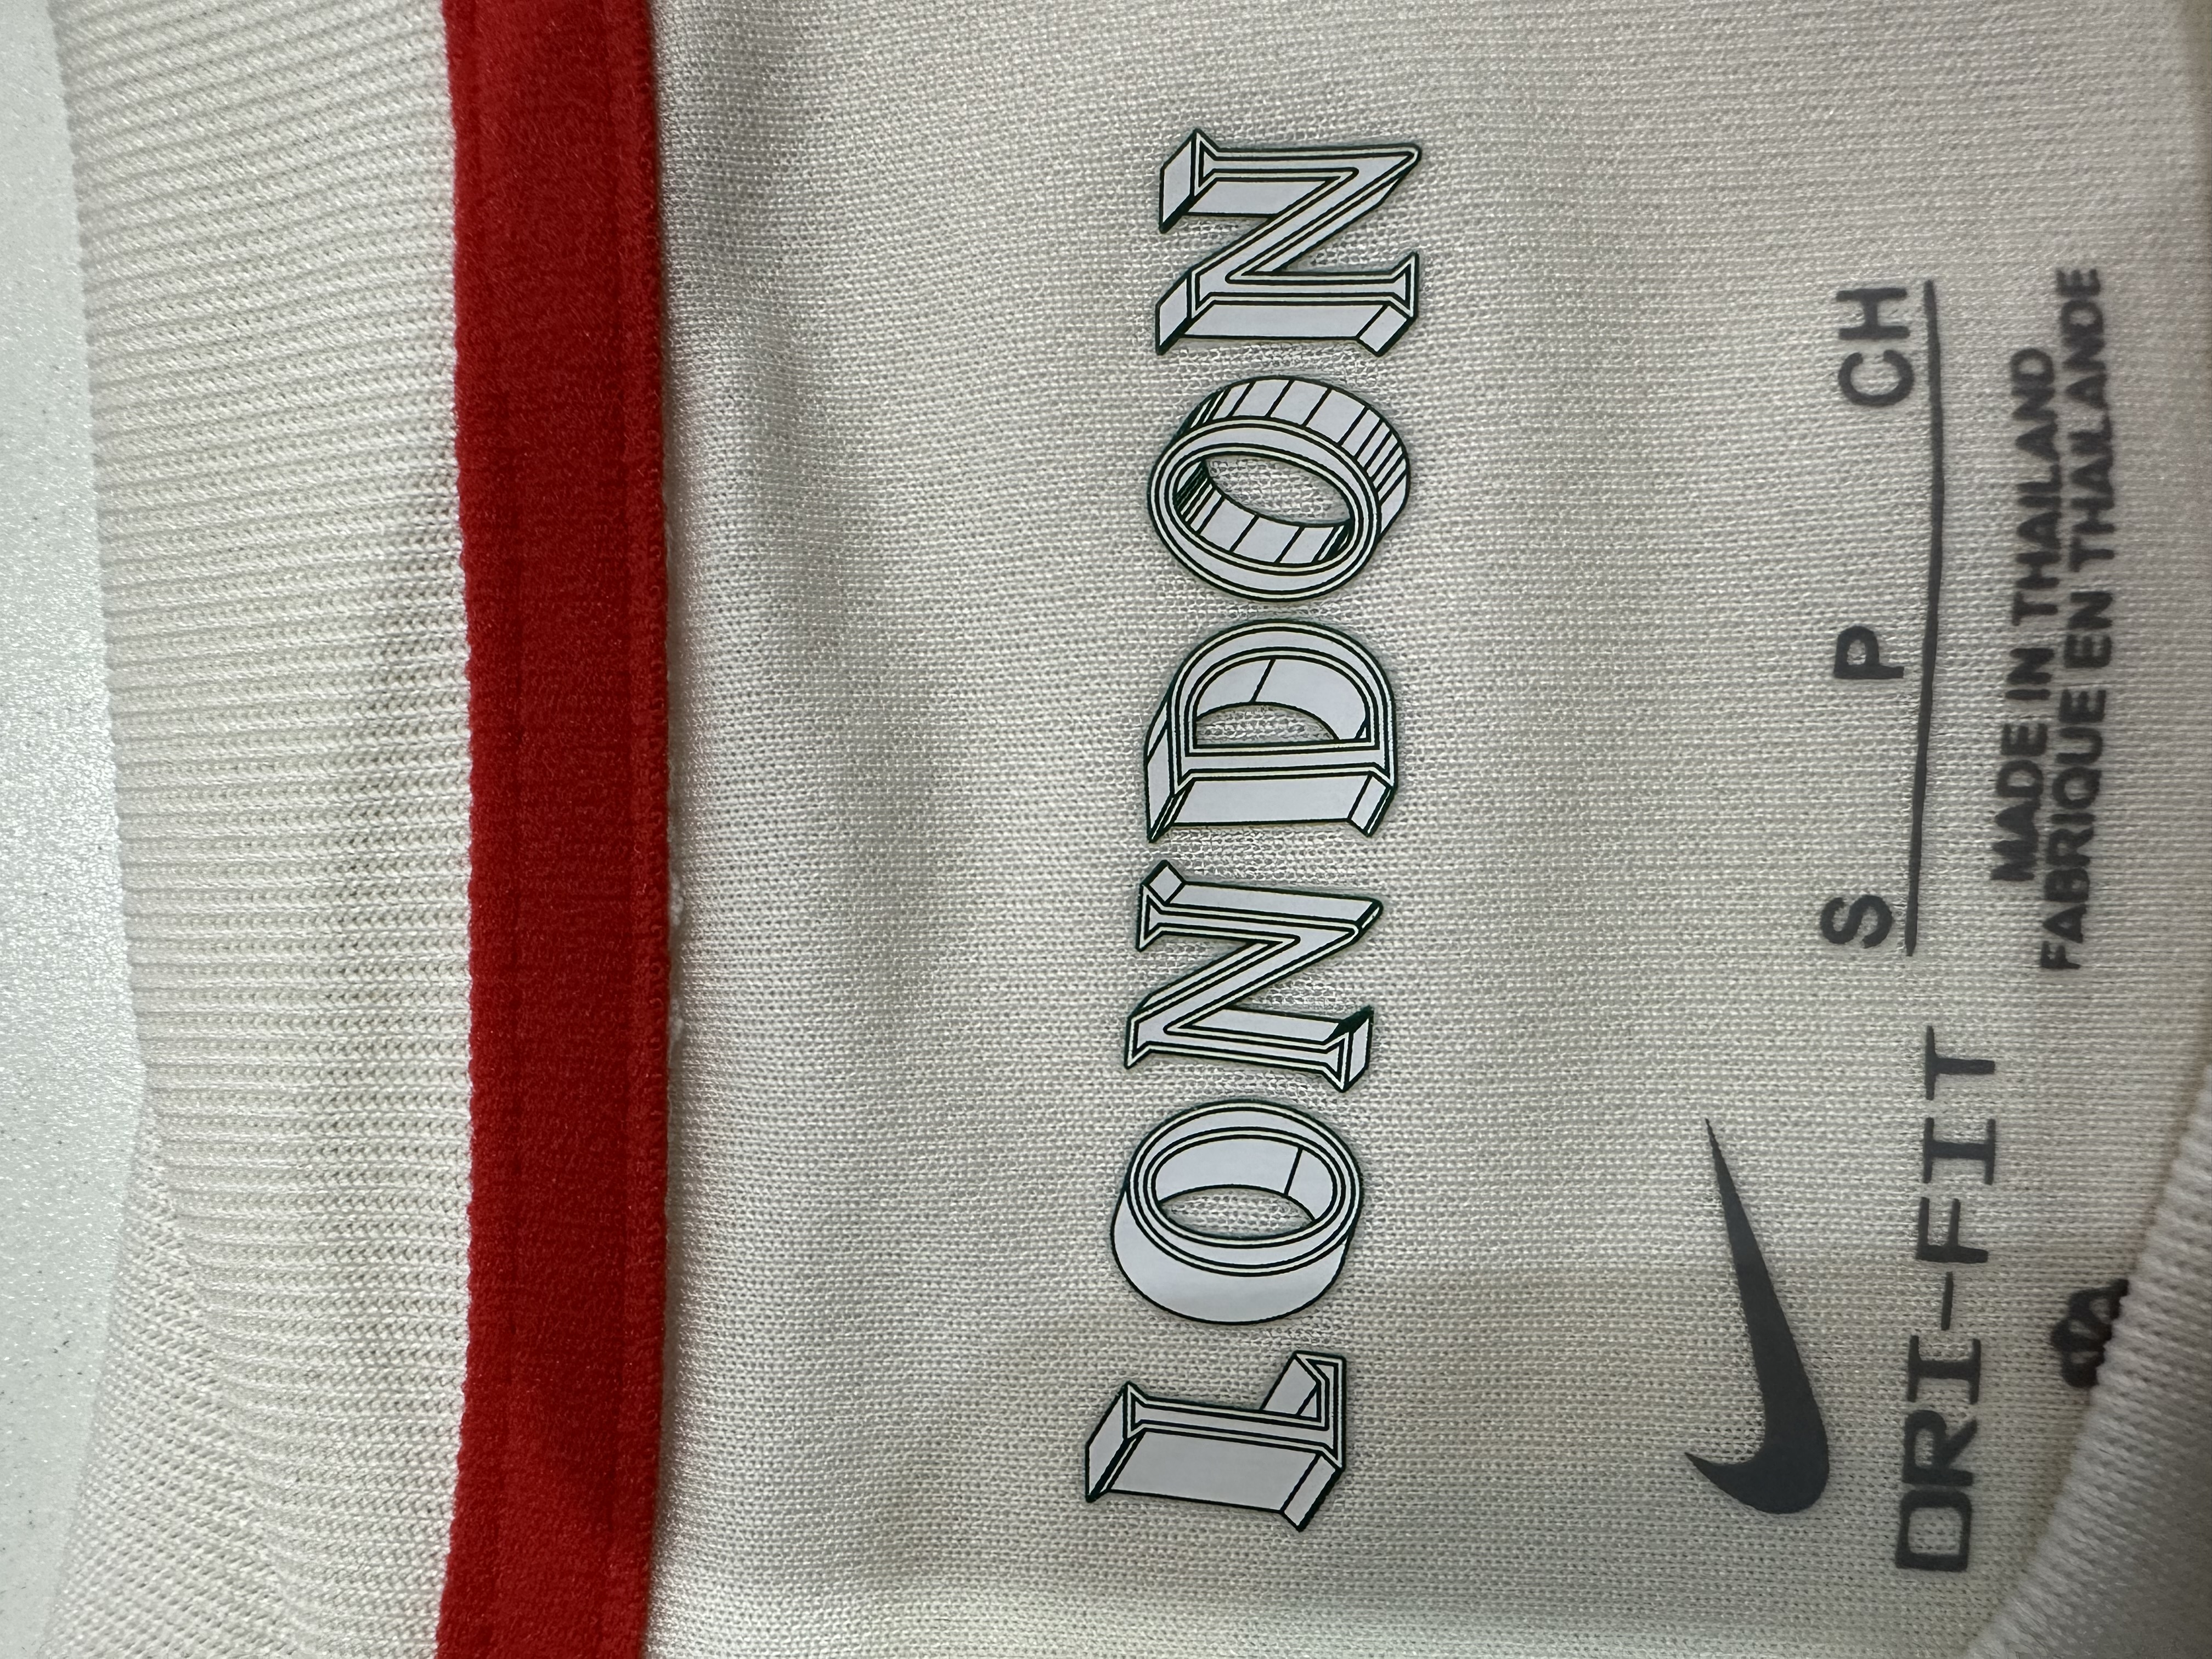 LONDON
S P CH
DRI-FIT
MADE IN THAILAND
FABRIQUE EN THAILANDE